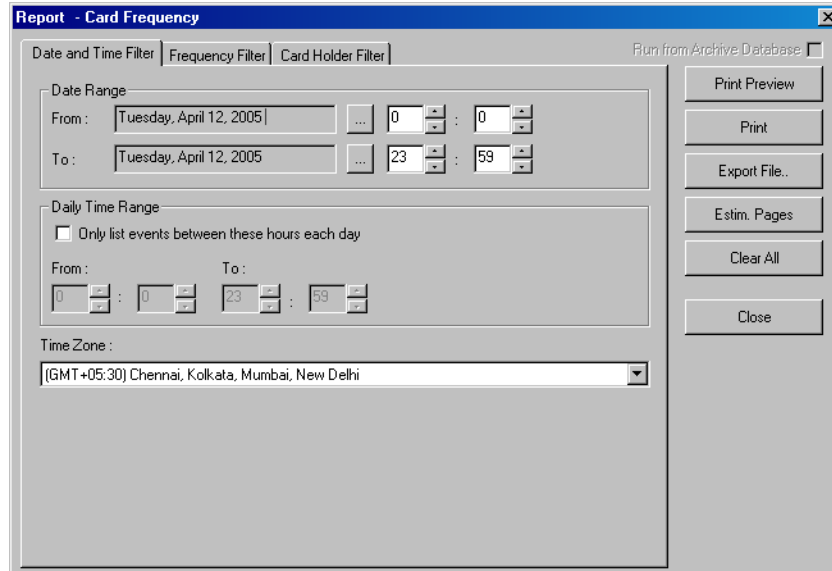 Report - Card Frequency
Date and Time Filter Frequency Filter Card Holder Filter
Run from Archive Database
Date Range
From : Tuesday, April 12, 2005 ... 0 : 0
To : Tuesday, April 12, 2005 ... 23 : 59
Daily Time Range
Only list events between these hours each day
From : To :
0 : 0 23 : 59
Time Zone :
(GMT+05:30) Chennai, Kolkata, Mumbai, New Delhi
Print Preview
Print
Export File..
Estim. Pages
Clear All
Close